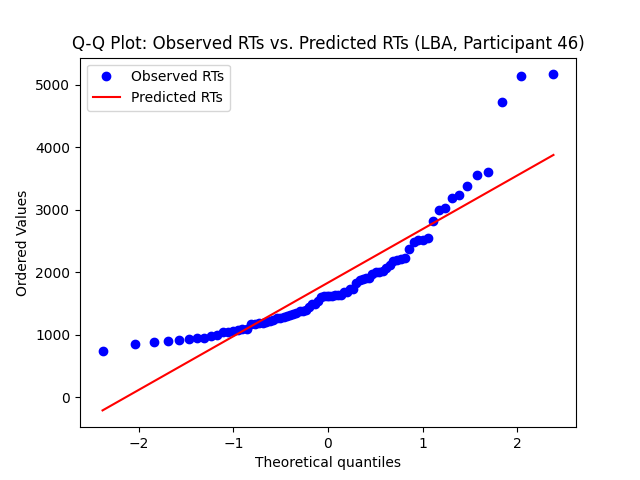 Q-Q Plot: Observed RTs vs. Predicted RTs (LBA, Participant 46)
Observed RTs
Predicted RTs
Ordered Values
5000
4000
3000
2000
1000
0
−2
−1
0
1
2
Theoretical quantiles